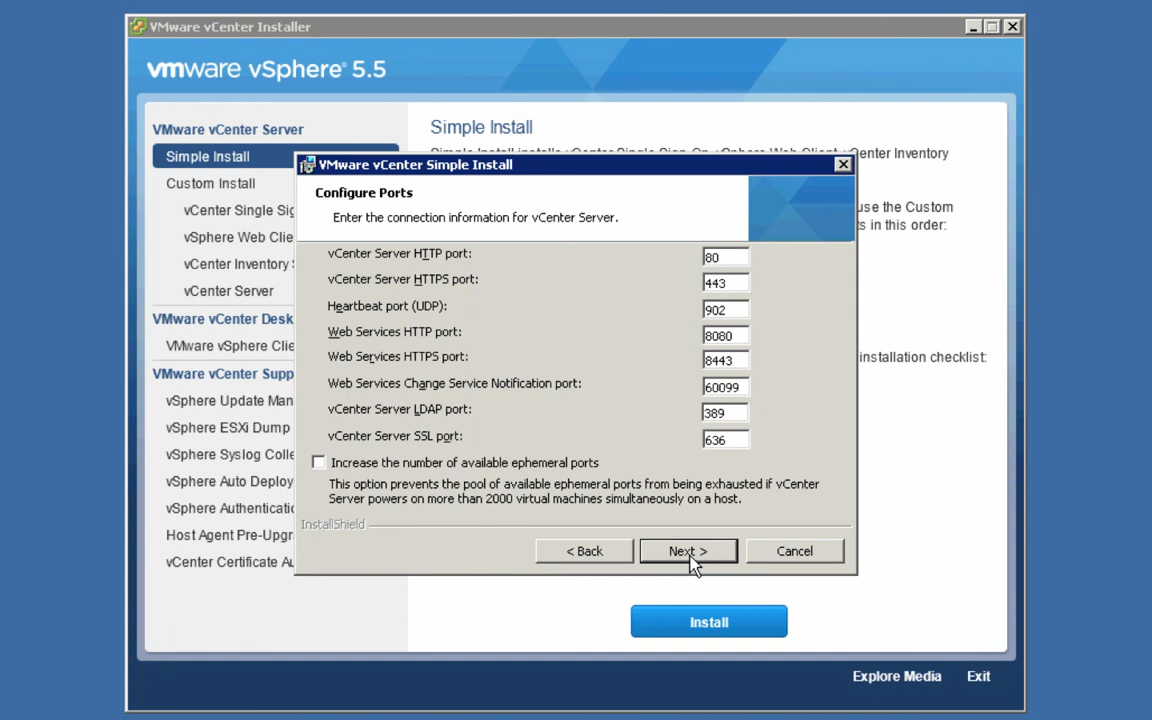 VMware vCenter Installer
vmware vSphere® 5.5
VMware vCenter Server
Simple Install
Custom Install
vCenter Single Sig
vSphere Web Clie
vCenter Inventory S
vCenter Server
VMware vCenter Desk
VMware vSphere Clie
VMware vCenter Supp
vSphere Update Man
vSphere ESXi Dump
vSphere Syslog Colle
vSphere Auto Deploy
vSphere Authenticatio
Host Agent Pre-Upgr
vCenter Certificate Au
Simple Install
enter Inventory
use the Custom
ts in this order:
installation checklist:
VMware vCenter Simple Install
Configure Ports
Enter the connection information for vCenter Server.
vCenter Server HTTP port: 80
vCenter Server HTTPS port: 443
Heartbeat port (UDP): 902
Web Services HTTP port: 8080
Web Services HTTPS port: 8443
Web Services Change Service Notification port: 60099
vCenter Server LDAP port: 389
vCenter Server SSL port: 636
Increase the number of available ephemeral ports
This option prevents the pool of available ephemeral ports from being exhausted if vCenter
Server powers on more than 2000 virtual machines simultaneously on a host.
InstallShield
< Back Next > Cancel
Install
Explore Media Exit